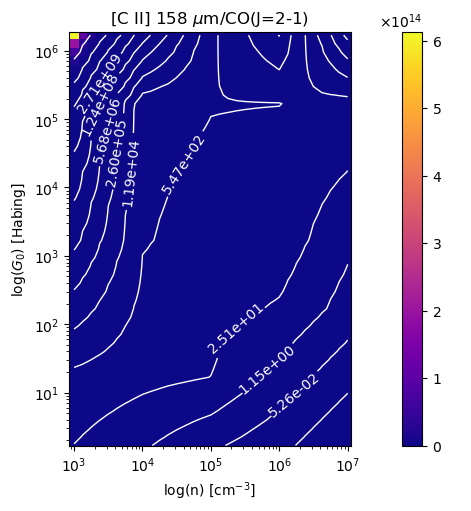 [C II] 158 μm/CO(J=2-1)
×10¹⁴
10⁶
10⁵
10⁴
10³
10²
10¹
log(G₀) [Habing]
2.71e+09
1.24e+08
5.68e+06
2.60e+05
1.19e+04
5.47e+02
2.51e+01
1.15e+00
5.26e-02
10³
10⁴
10⁵
10⁶
10⁷
log(n) [cm⁻³]
6
5
4
3
2
1
0